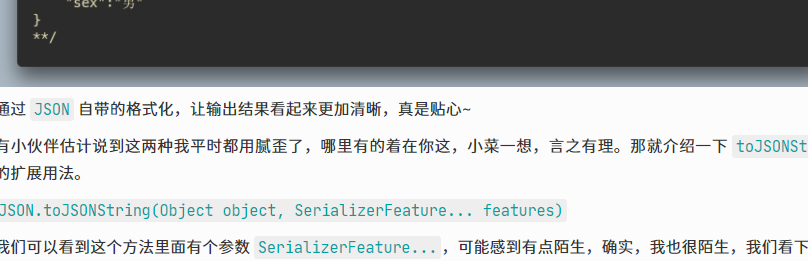 "sex":"男"
}
**/
通过 JSON 自带的格式化，让输出结果看起来更加清晰，真是贴心~
有小伙伴估计说到这两种我平时都用腻歪了，哪里有的着在你这，小菜一想，言之有理。那就介绍一下 toJSONSt
的扩展用法。
JSON.toJSONString(Object object, SerializerFeature... features)
我们可以看到这个方法里面有个参数 SerializerFeature...，可能感到有点陌生，确实，我也很陌生，我们看下